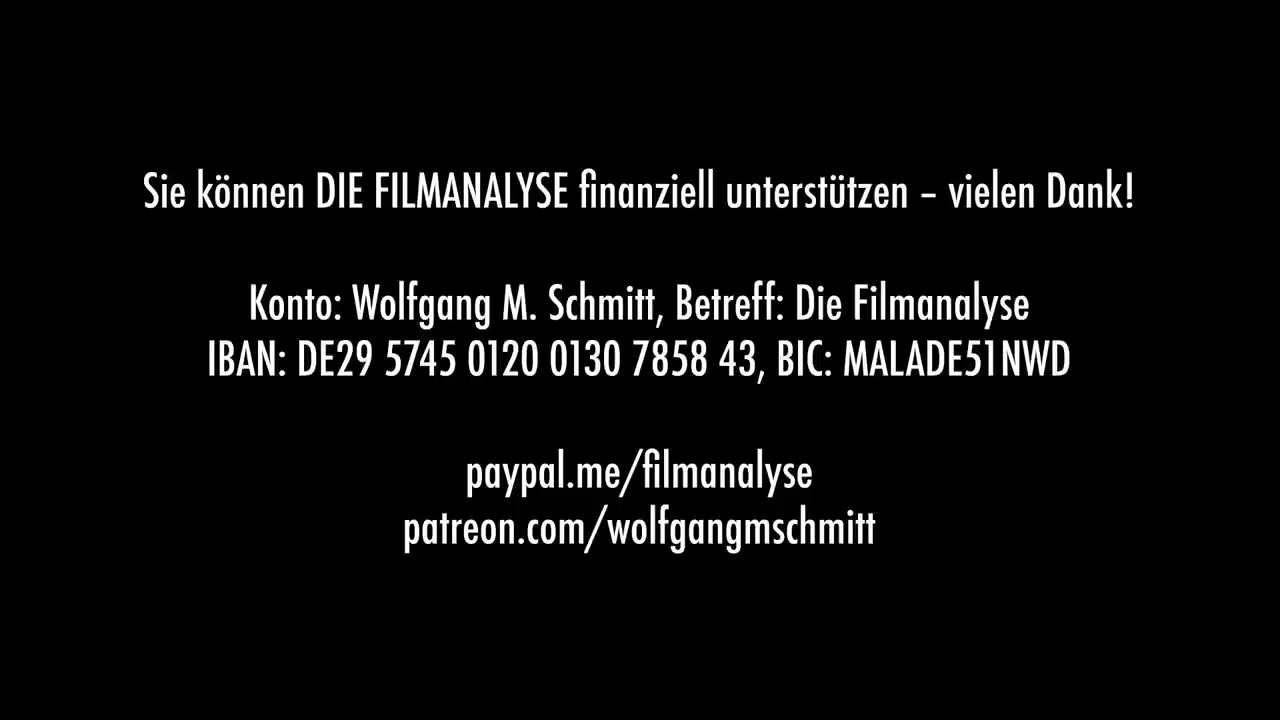 Sie können DIE FILMANALYSE finanziell unterstützen – vielen Dank!
Konto: Wolfgang M. Schmitt, Betreff: Die Filmanalyse
IBAN: DE29 5745 0120 0130 7858 43, BIC: MALADE51NWD
paypal.me/filmanalyse
patreon.com/wolfgangmschmitt